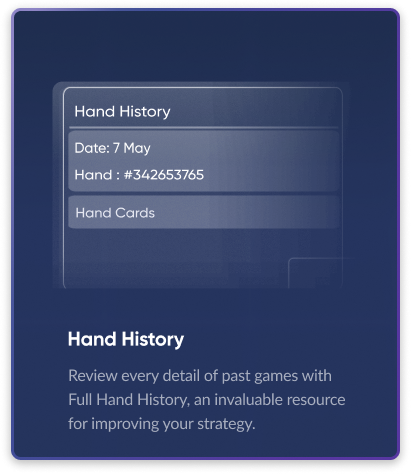 Hand History
Date: 7 May
Hand : #342653765
Hand Cards
Hand History
Review every detail of past games with
Full Hand History, an invaluable resource
for improving your strategy.